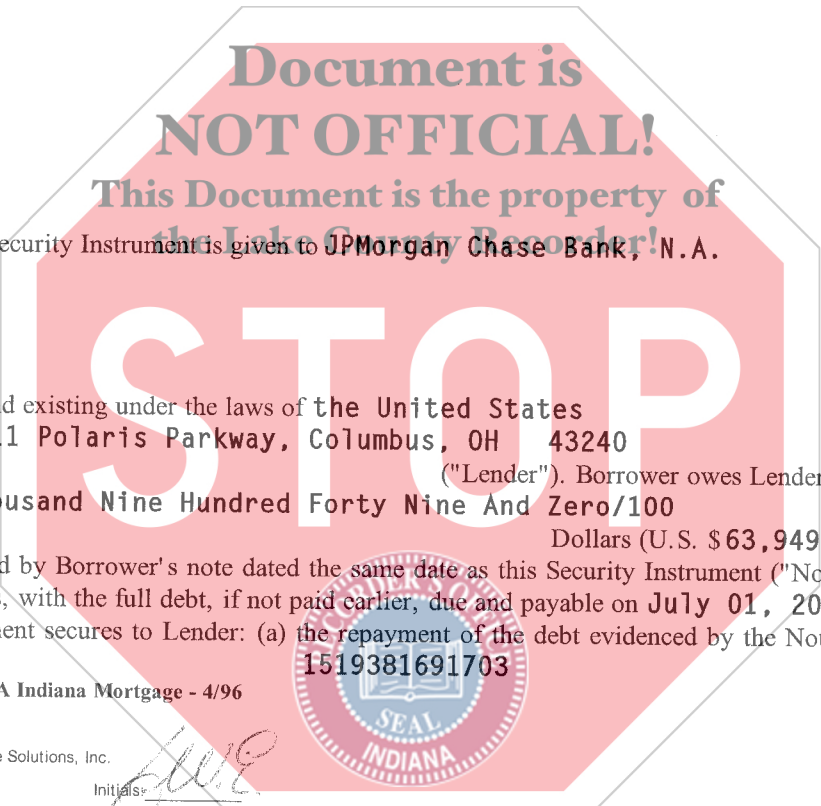 Document is
NOT OFFICIAL!
This Document is the property of
the Lake County Recorder!
ecurity Instrument is given to JPMorgan Chase Bank, N.A.
STOP
d existing under the laws of the United States
1 Polaris Parkway, Columbus, OH 43240
("Lender"). Borrower owes Lender
ousand Nine Hundred Forty Nine And Zero/100
Dollars (U.S. $63,949
d by Borrower's note dated the same date as this Security Instrument ("No
, with the full debt, if not paid earlier, due and payable on July 01, 20
ent secures to Lender: (a) the repayment of the debt evidenced by the Not
1519381691703
A Indiana Mortgage - 4/96
SEAL
INDIANA
e Solutions, Inc.
Initials: